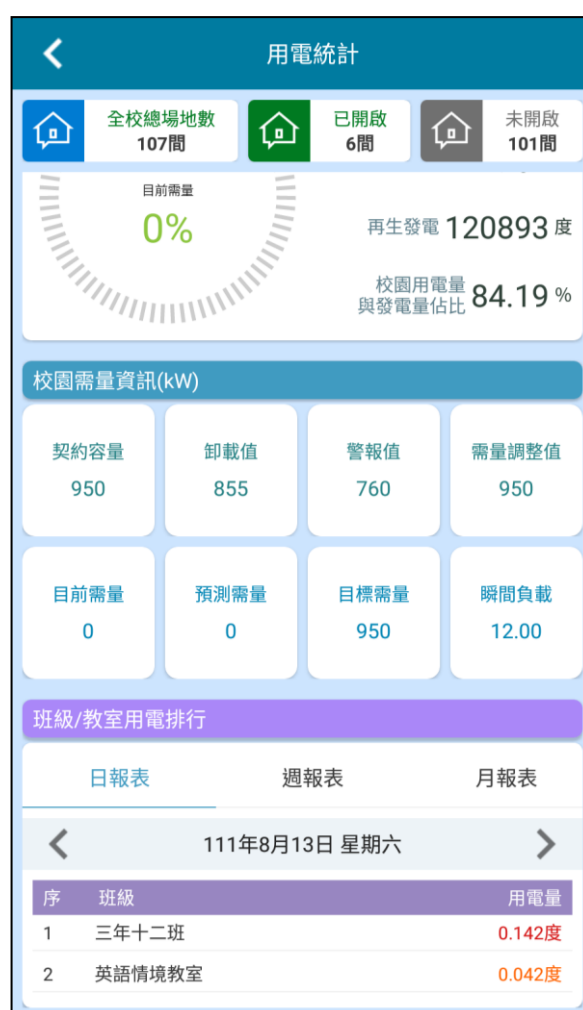 用電統計
全校總場地數
107間
已開啟
6間
未開啟
101間
目前需量
0%
再生發電 120893 度
校園用電量
與發電量佔比 84.19 %
校園需量資訊(kW)
契約容量 卸載值 警報值 需量調整值
950 855 760 950
目前需量 預測需量 目標需量 瞬間負載
0 0 950 12.00
班級/教室用電排行
日報表 週報表 月報表
111年8月13日 星期六
序 班級 用電量
1 三年十二班 0.142度
2 英語情境教室 0.042度